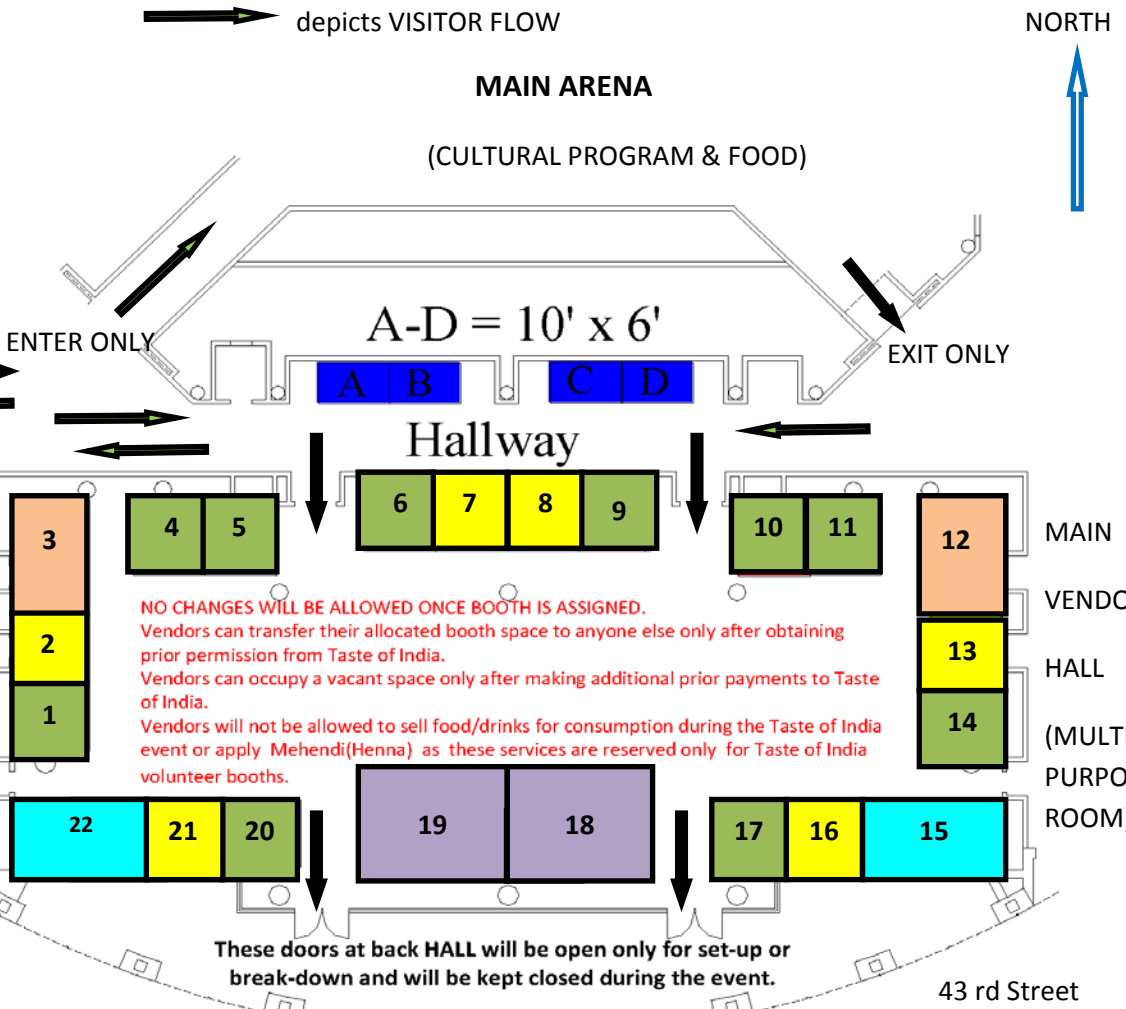 depicts VISITOR FLOW
NORTH
MAIN ARENA
(CULTURAL PROGRAM & FOOD)
A-D = 10' x 6'
ENTER ONLY
EXIT ONLY
A B C D
Hallway
6 7 8 9
3 4 5 10 11 12
MAIN
VENDO
HALL
(MULTI
PURPO
ROOM)
NO CHANGES WILL BE ALLOWED ONCE BOOTH IS ASSIGNED.
Vendors can transfer their allocated booth space to anyone else only after obtaining
prior permission from Taste of India.
Vendors can occupy a vacant space only after making additional prior payments to Taste
of India.
Vendors will not be allowed to sell food/drinks for consumption during the Taste of India
event or apply Mehendi(Henna) as these services are reserved only for Taste of India
volunteer booths.
2 13
1 14
22 21 20 19 18 17 16 15
These doors at back HALL will be open only for set-up or
break-down and will be kept closed during the event.
43 rd Street